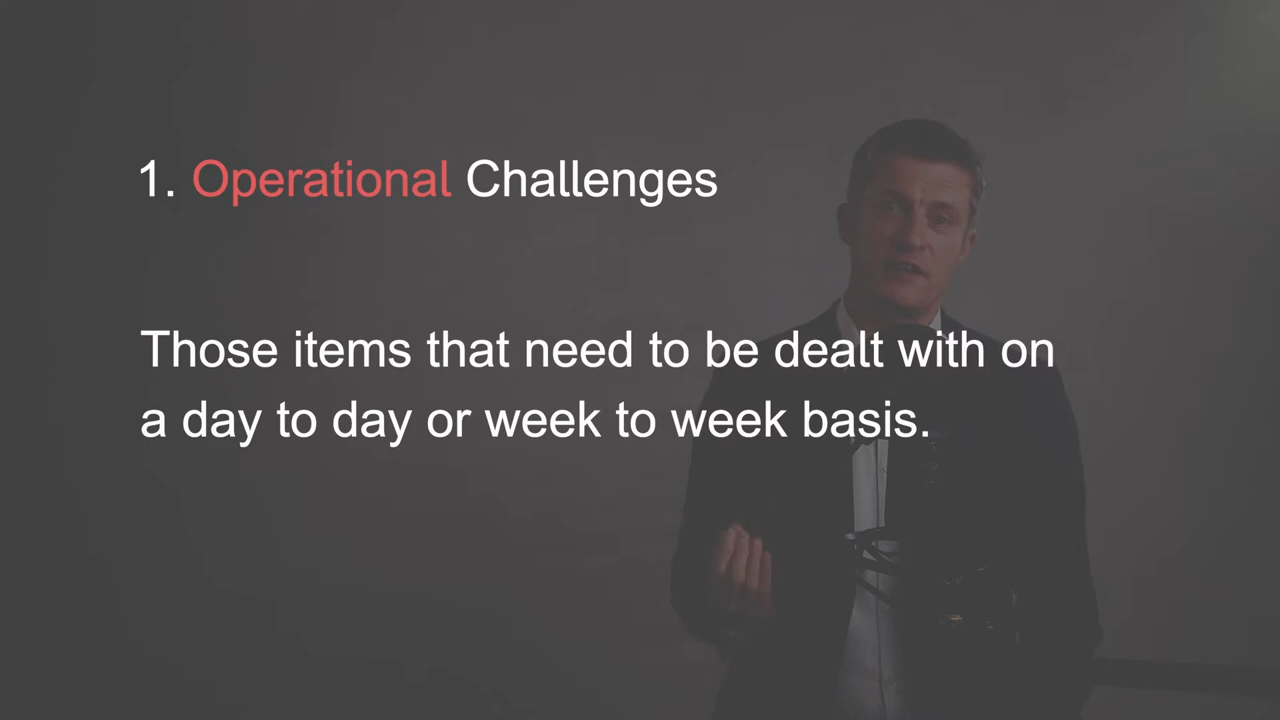 1. Operational Challenges
Those items that need to be dealt with on
a day to day or week to week basis.